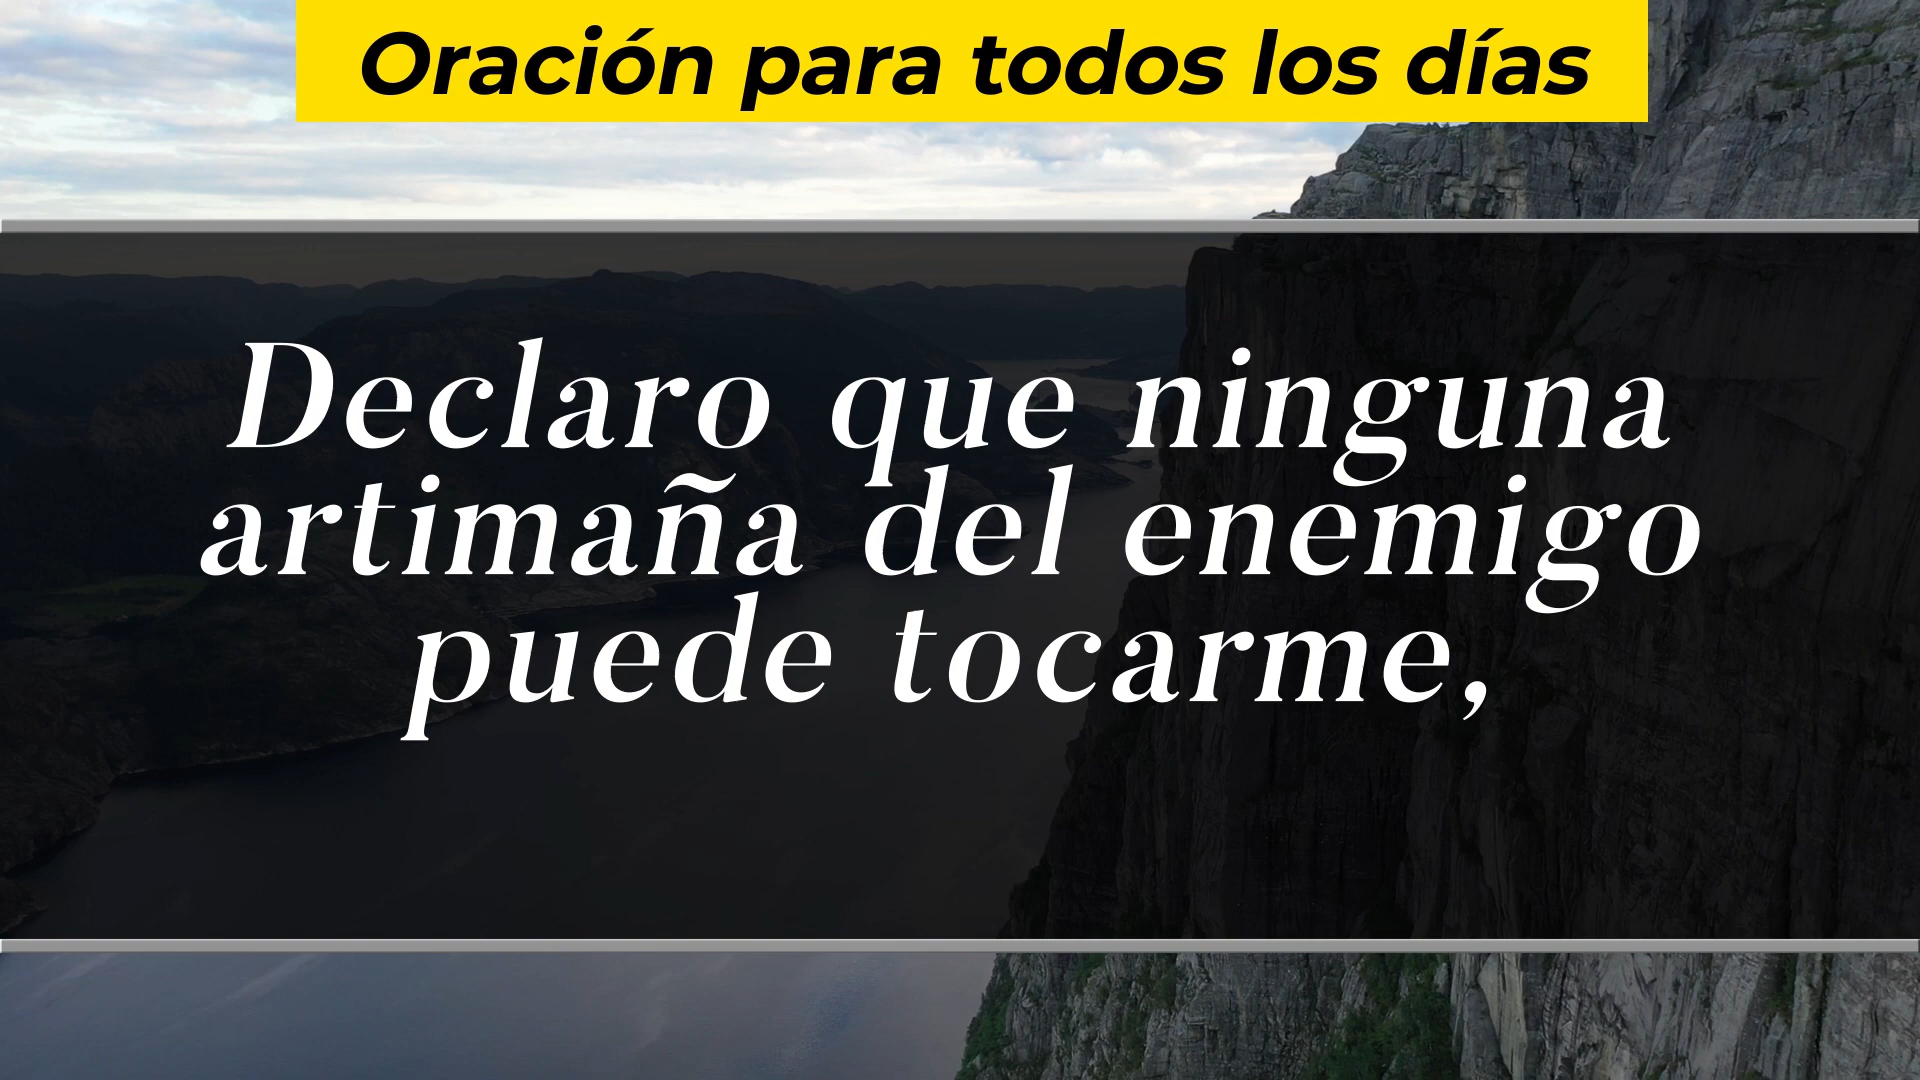 Oración para todos los días
Declaro que ninguna
artimaña del enemigo
puede tocarme,